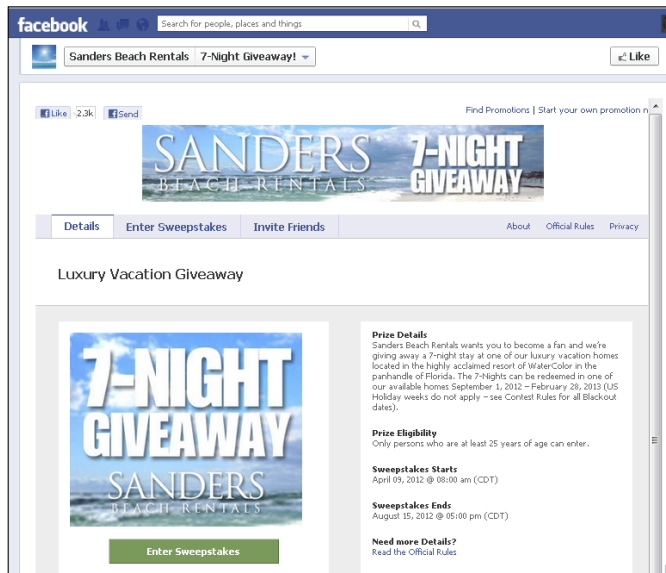 facebook
Search for people, places and things
Sanders Beach Rentals 7-Night Giveaway!
Like
Like 2.3k Send
Find Promotions | Start your own promotion n
SANDERS
BEACH RENTALS
7-NIGHT
GIVEAWAY
Details Enter Sweepstakes Invite Friends About Official Rules Privacy
Luxury Vacation Giveaway
7-NIGHT
GIVEAWAY
SANDERS
BEACH RENTALS
Enter Sweepstakes
Prize Details
Sanders Beach Rentals wants you to become a fan and we're
giving away a 7-night stay at one of our luxury vacation homes
located in the highly acclaimed resort of WaterColor in the
panhandle of Florida. The 7-Nights can be redeemed in one of
our available homes September 1, 2012 – February 28, 2013 (US
Holiday weeks do not apply – see Contest Rules for all Blackout
dates).
Prize Eligibility
Only persons who are at least 25 years of age can enter.
Sweepstakes Starts
April 09, 2012 @ 08:00 am (CDT)
Sweepstakes Ends
August 15, 2012 @ 05:00 pm (CDT)
Need more Details?
Read the Official Rules